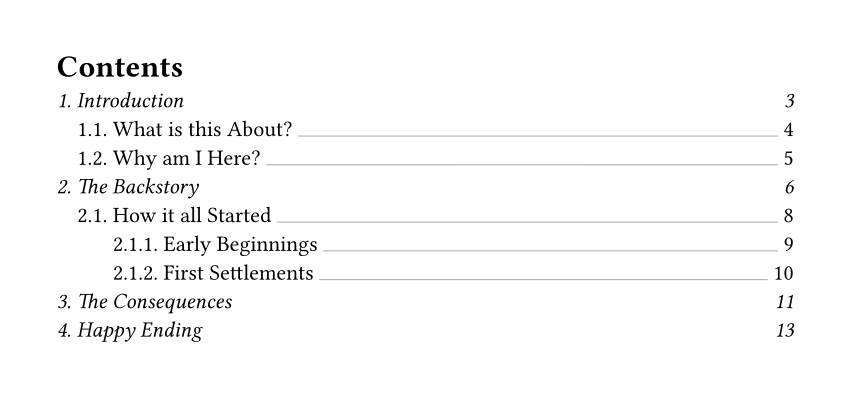 Contents
1. Introduction 3
1.1. What is this About? 4
1.2. Why am I Here? 5
2. The Backstory 6
2.1. How it all Started 8
2.1.1. Early Beginnings 9
2.1.2. First Settlements 10
3. The Consequences 11
4. Happy Ending 13